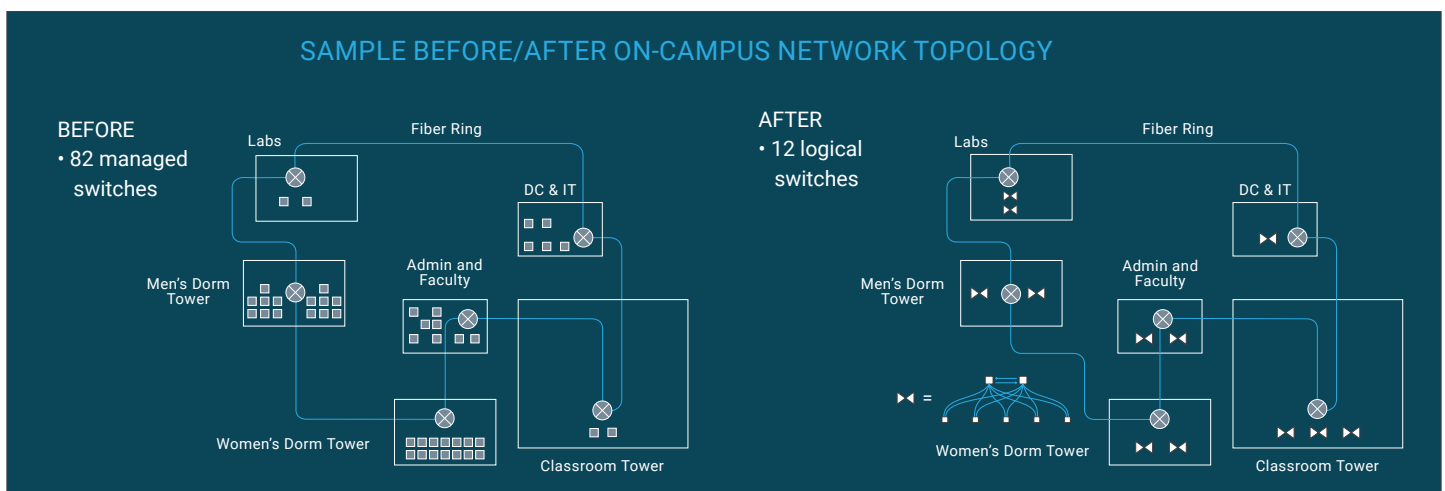 SAMPLE BEFORE/AFTER ON-CAMPUS NETWORK TOPOLOGY
BEFORE
• 82 managed
switches
Labs
Fiber Ring
DC & IT
Men's Dorm
Tower
Admin and
Faculty
Women's Dorm Tower
Classroom Tower
AFTER
• 12 logical
switches
Labs
Fiber Ring
DC & IT
Men's Dorm
Tower
Admin and
Faculty
=
Women's Dorm Tower
Classroom Tower